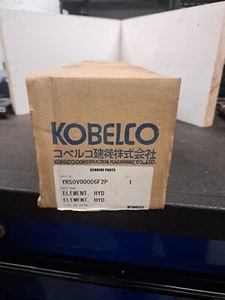 KOBELCO
コベルコ建機株式会社
KOBELCO CONSTRUCTION MACHINERY CO., LTD.
GENUINE PARTS
YR50V00006F2P
1
ELEMENT, HYD
ELEMENT, HYD